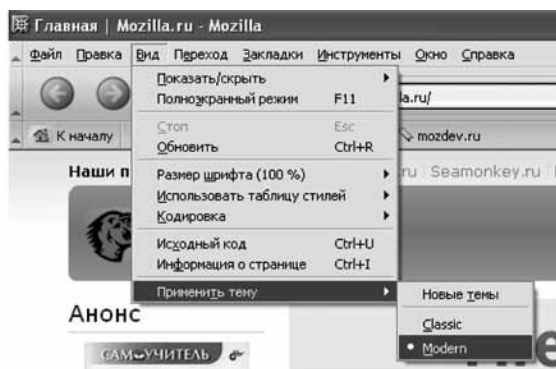 Главная | Mozilla.ru - Mozilla
Файл Правка Вид Переход Закладки Инструменты Окно Справка
Показать/скрыть
Полноэкранный режим F11
la.ru/
Стоп Esc
К началу
mozdev.ru
Обновить Ctrl+R
Наши п
Размер шрифта (100 %)
ru Seamonkey.ru
Использовать таблицу стилей
Кодировка
Исходный код Ctrl+U
Информация о странице Ctrl+I
Применить тему
Новые темы
Анонс
Classic
Modern
САМОУЧИТЕЛЬ